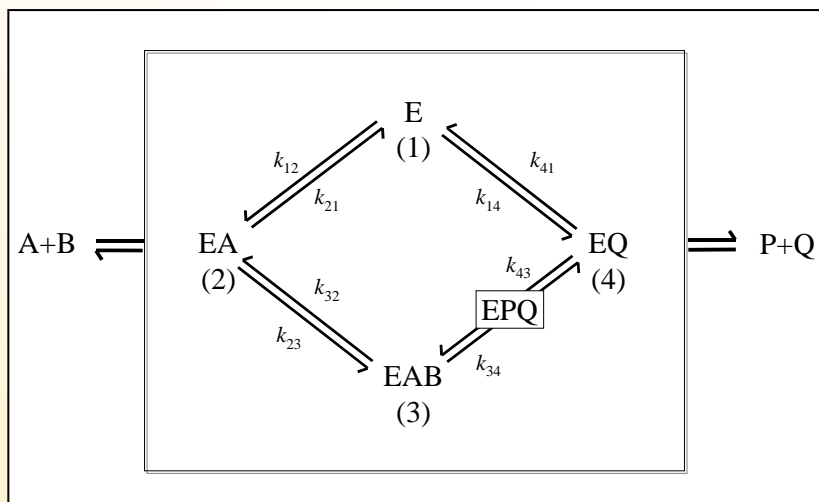 E
(1)
k12
k21
k41
k14
A+B
EA
(2)
EQ
(4)
P+Q
k32
k23
k43
EPQ
k34
EAB
(3)